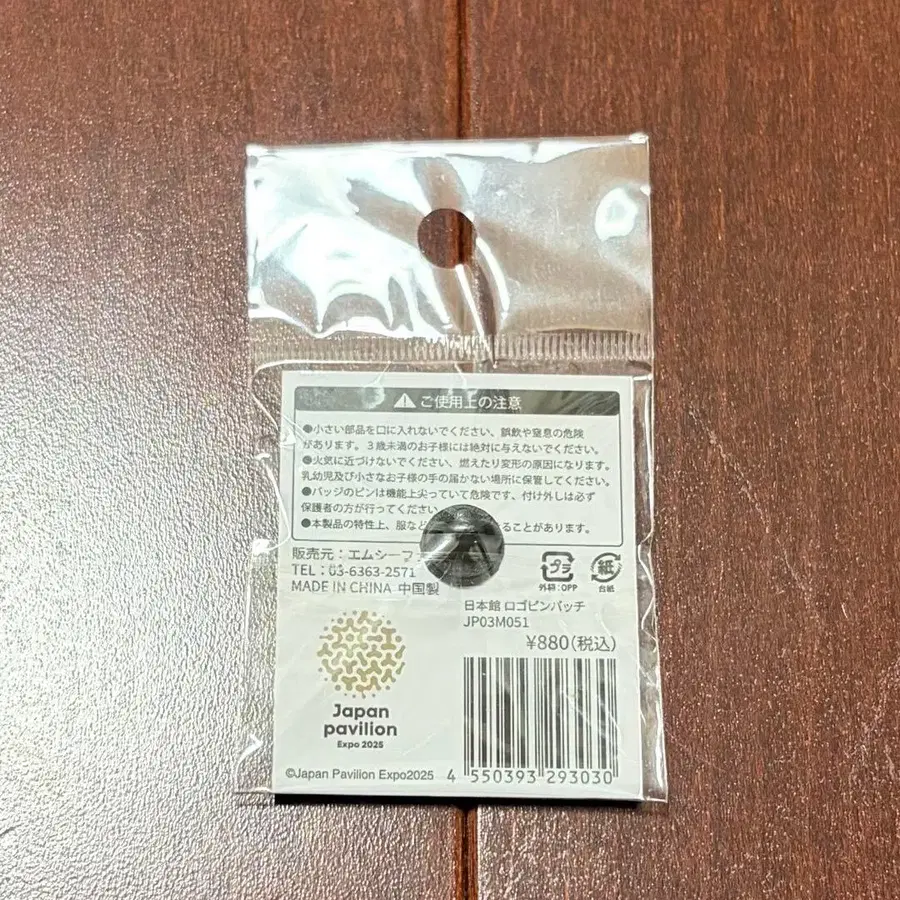 ご使用上の注意
●小さい部品を口に入れないでください、誤飲や窒息の危険
があります。3歳未満のお子様には絶対に与えないでください。
●火気に近づけないでください、燃えたり変形の原因になります。
乳幼児及び小さなお子様の手の届かない場所に保管してください。
●バッジのピンは機能上尖っていて危険です、付け外しは必ず
保護者の方が行ってください
●本製品の特性上、服など ることがあります。
販売元:エムシーファ
TEL:03-6363-2571
MADE IN CHINA 中国製
プラ
外袋:OPP
紙
台紙
日本館 ロゴピンバッチ
JP03M051
¥880(税込)
Japan
pavilion
Expo 2025
©Japan Pavilion Expo2025
4 550393 293030